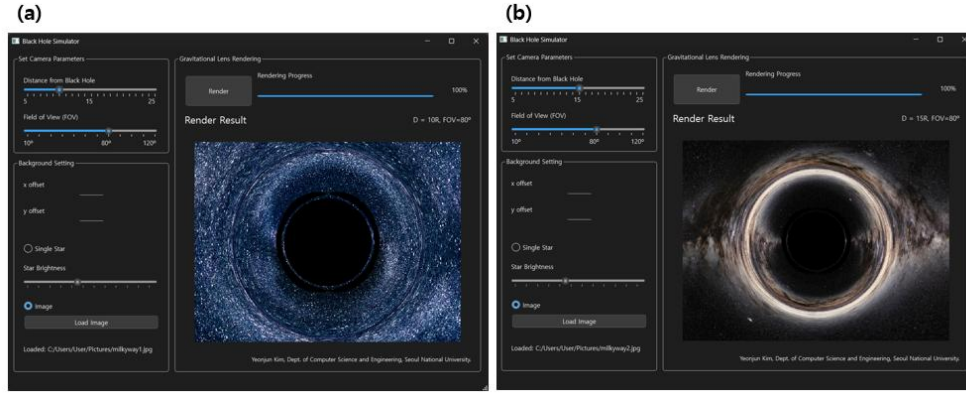 (a)
Black Hole Simulator
Set Camera Parameters
Distance from Black Hole
5 15 25
Field of View (FOV)
10° 80° 120°
Background Setting
x offset
y offset
Single Star
Star Brightness
Image
Load Image
Loaded: C:/Users/User/Pictures/milkyway1.jpg
Gravitational Lens Rendering
Render
Rendering Progress
100%
Render Result
D = 10R, FOV=80°
Yeonjun Kim, Dept. of Computer Science and Engineering, Seoul National University.
(b)
Black Hole Simulator
Set Camera Parameters
Distance from Black Hole
5 15 25
Field of View (FOV)
10° 80° 120°
Background Setting
x offset
y offset
Single Star
Star Brightness
Image
Load Image
Loaded: C:/Users/User/Pictures/milkyway2.jpg
Gravitational Lens Rendering
Render
Rendering Progress
100%
Render Result
D = 15R, FOV=80°
Yeonjun Kim, Dept. of Computer Science and Engineering, Seoul National University.